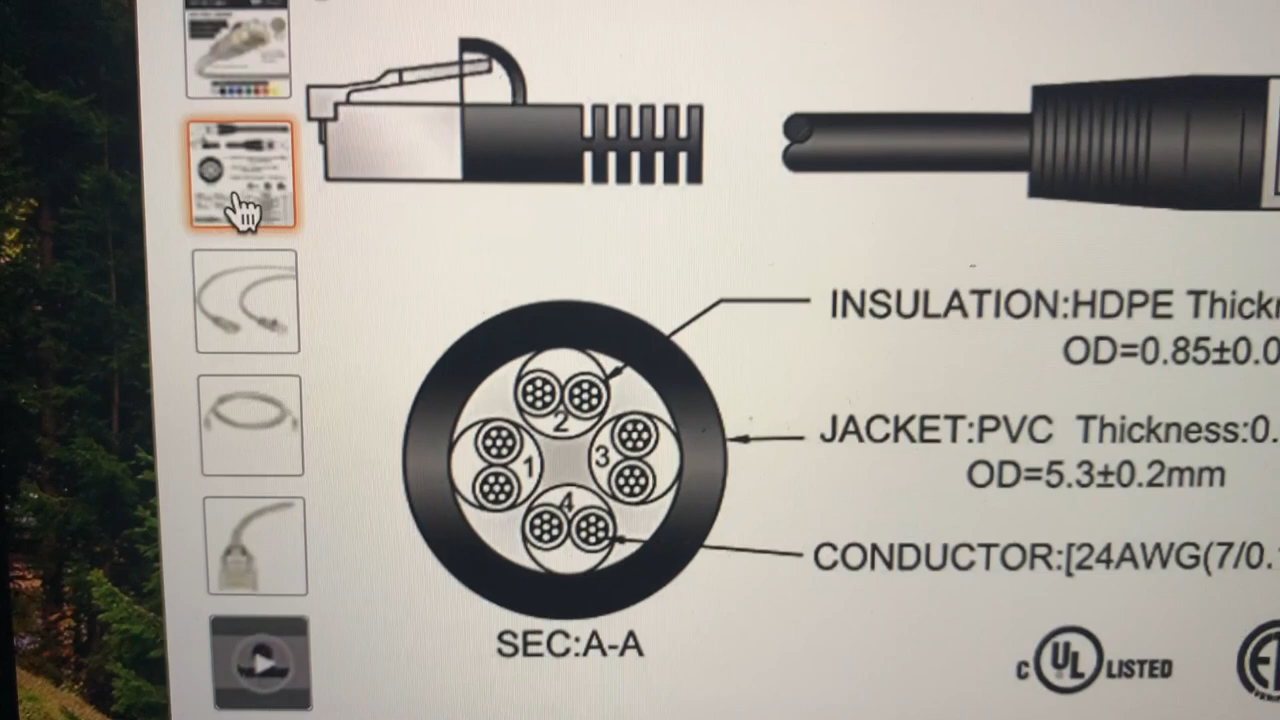 INSULATION:HDPE
OD=0.85±0.0
JACKET:PVC Thickness:0.
OD=5.3±0.2mm
CONDUCTOR:[24AWG(7/0.
2
1
3
4
SEC:A-A
C UL LISTED